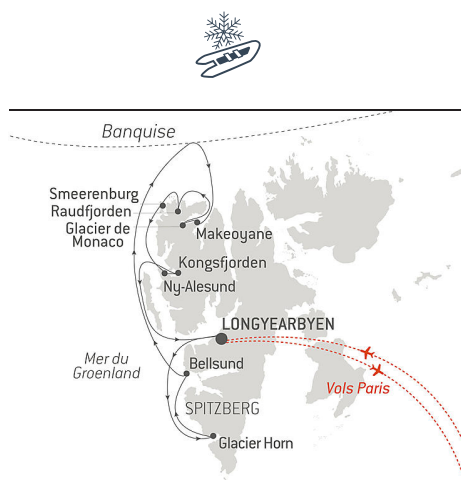 Banquise
Smeerenburg
Raudfjorden
Glacier de
Monaco
Makeoyane
Kongsfjorden
Ny-Alesund
LONGYEARBYEN
Mer du
Groenland
Bellsund
Vols Paris
SPITZBERG
Glacier Horn